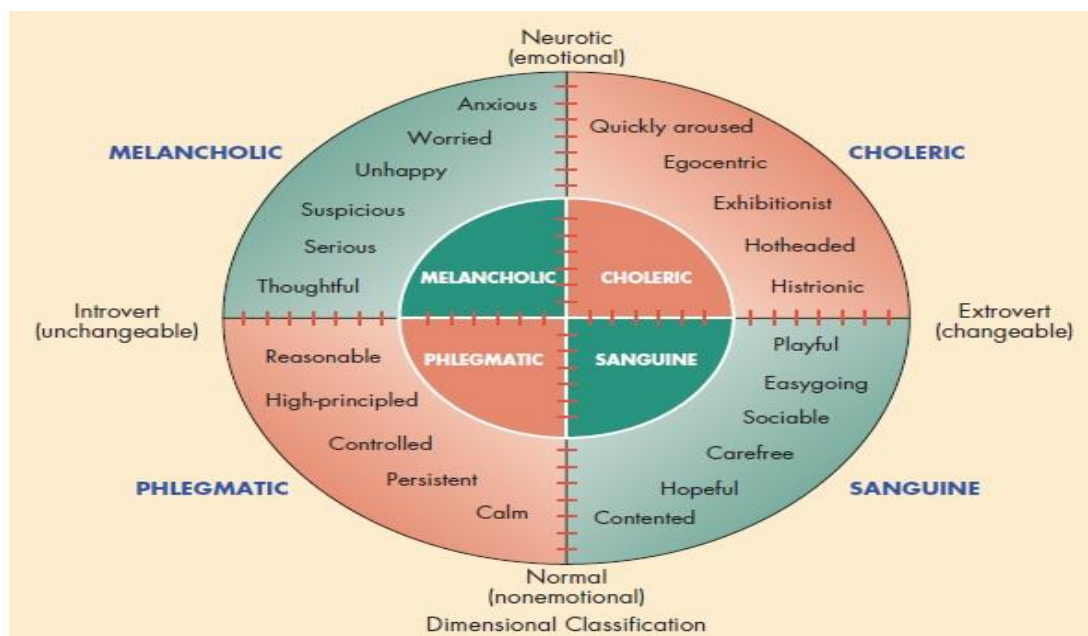 Neurotic
(emotional)
MELANCHOLIC
CHOLERIC
Anxious
Worried
Unhappy
Suspicious
Serious
Thoughtful
Quickly aroused
Egocentric
Exhibitionist
Hotheaded
Histrionic
MELANCHOLIC
CHOLERIC
Introvert
(unchangeable)
Extrovert
(changeable)
PHLEGMATIC
SANGUINE
Reasonable
High-principled
Controlled
Persistent
Calm
Playful
Easygoing
Sociable
Carefree
Hopeful
Contented
PHLEGMATIC
SANGUINE
Normal
(nonemotional)
Dimensional Classification